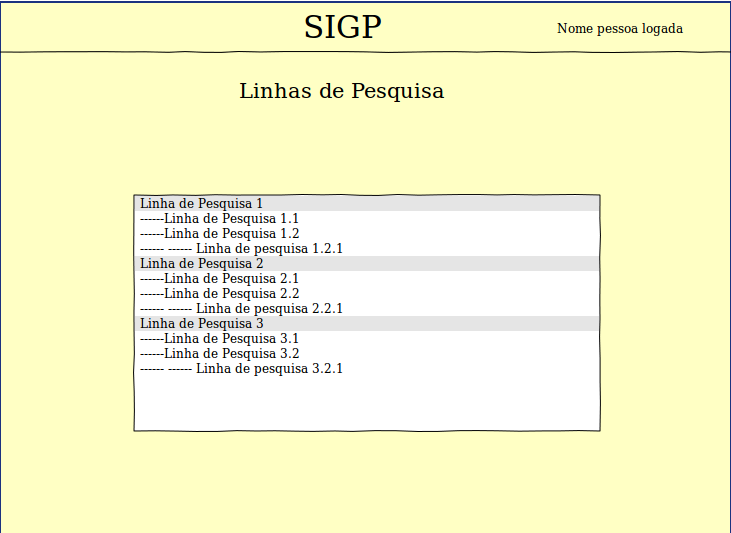 SIGP
Nome pessoa logada
Linhas de Pesquisa
Linha de Pesquisa 1
------Linha de Pesquisa 1.1
------Linha de Pesquisa 1.2
------ ------ Linha de pesquisa 1.2.1
Linha de Pesquisa 2
------Linha de Pesquisa 2.1
------Linha de Pesquisa 2.2
------ ------ Linha de pesquisa 2.2.1
Linha de Pesquisa 3
------Linha de Pesquisa 3.1
------Linha de Pesquisa 3.2
------ ------ Linha de pesquisa 3.2.1